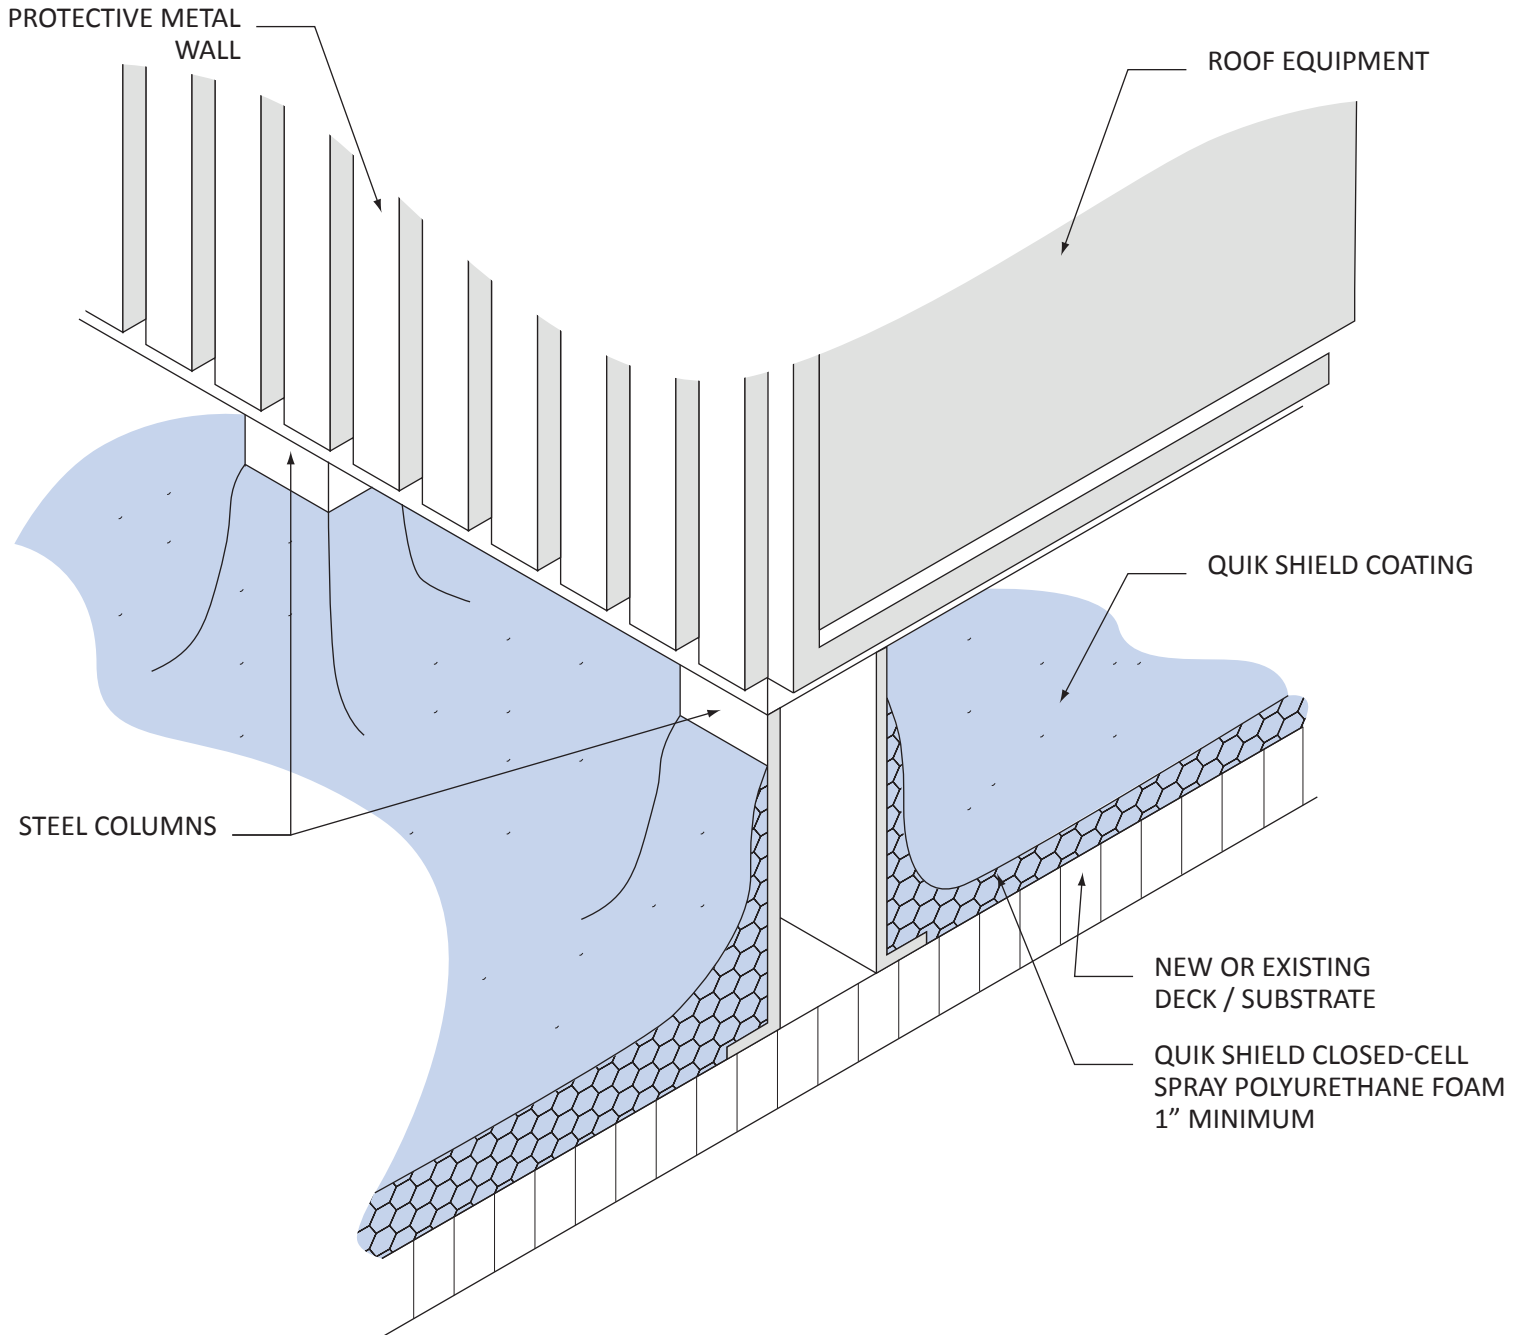 PROTECTIVE METAL
WALL
ROOF EQUIPMENT
QUIK SHIELD COATING
STEEL COLUMNS
NEW OR EXISTING
DECK / SUBSTRATE
QUIK SHIELD CLOSED-CELL
SPRAY POLYURETHANE FOAM
1” MINIMUM